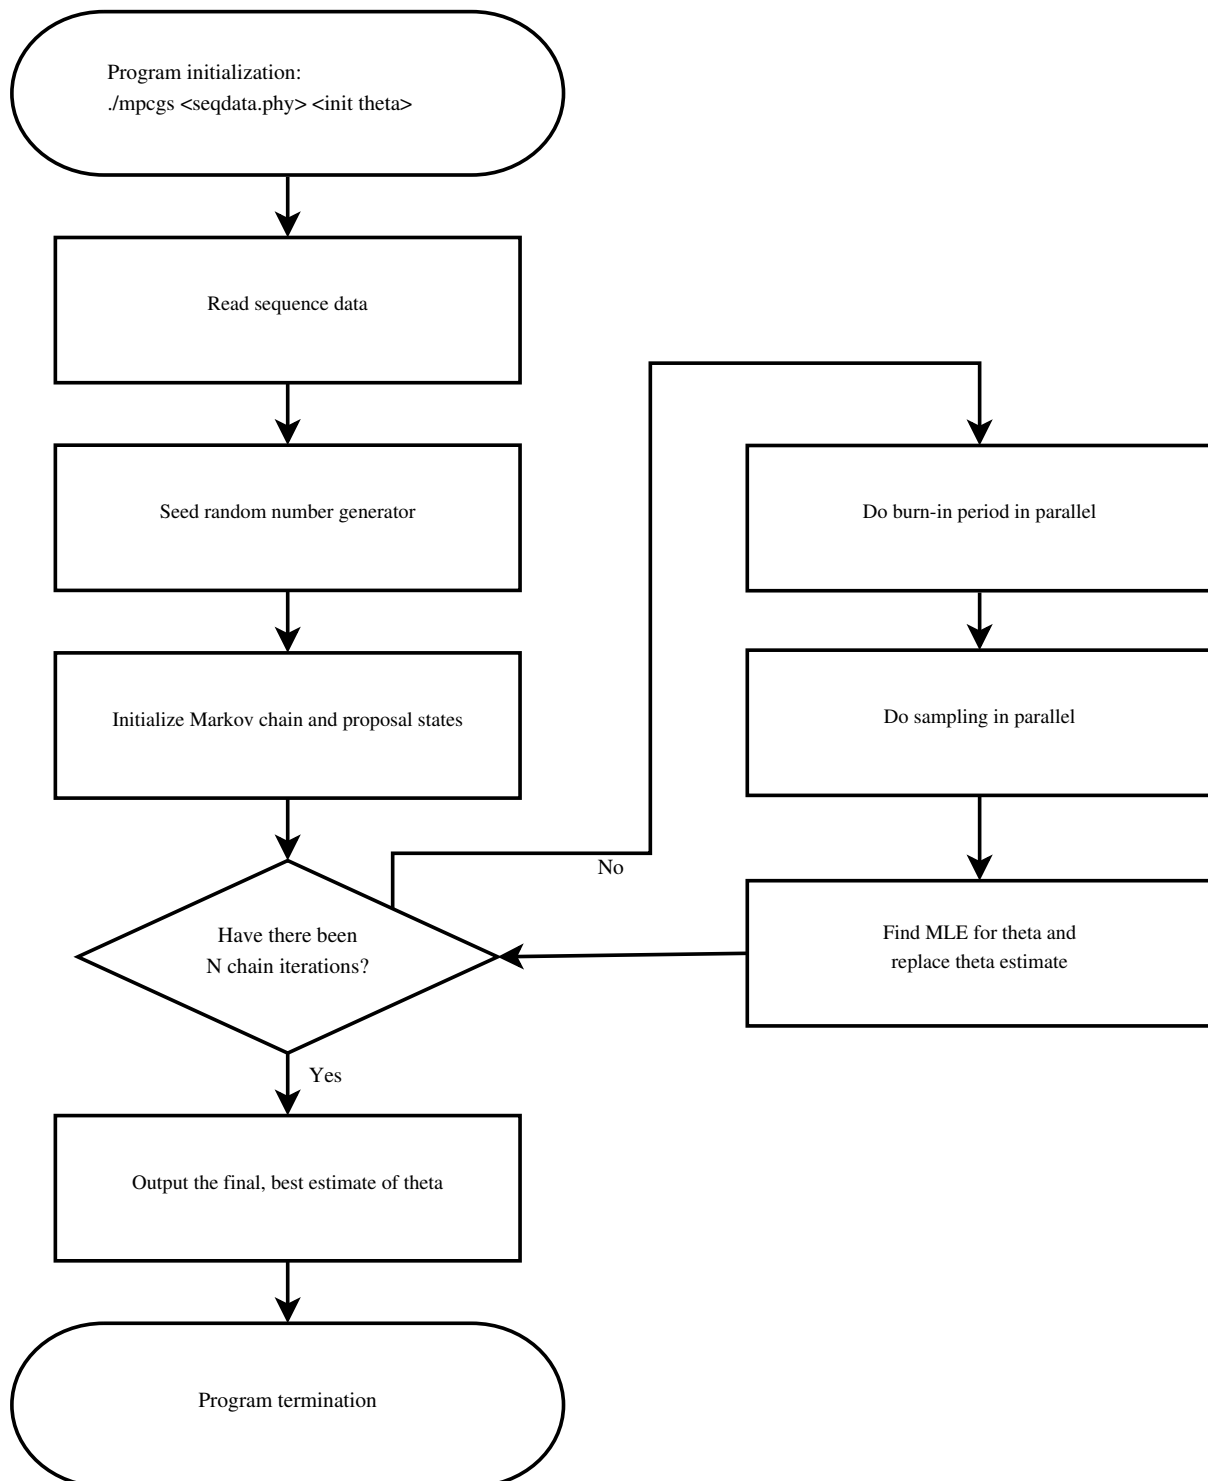 Program initialization:
./mpcgs <seqdata.phy> <init theta>
Read sequence data
Seed random number generator
Initialize Markov chain and proposal states
Have there been
N chain iterations?
No
Do burn-in period in parallel
Do sampling in parallel
Find MLE for theta and
replace theta estimate
Yes
Output the final, best estimate of theta
Program termination